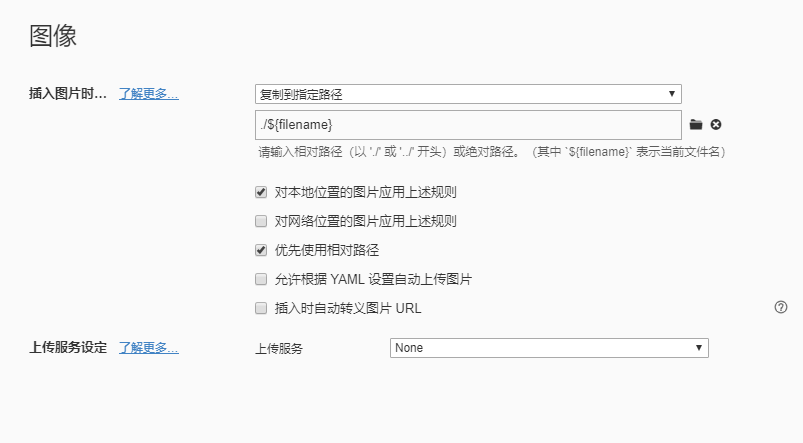 图像
插入图片时... 了解更多... 复制到指定路径
./${filename}
请输入相对路径（以 './' 或 '../' 开头）或绝对路径。（其中 `${filename}` 表示当前文件名）
对本地位置的图片应用上述规则
对网络位置的图片应用上述规则
优先使用相对路径
允许根据 YAML 设置自动上传图片
插入时自动转义图片 URL
上传服务设定 了解更多... 上传服务 None